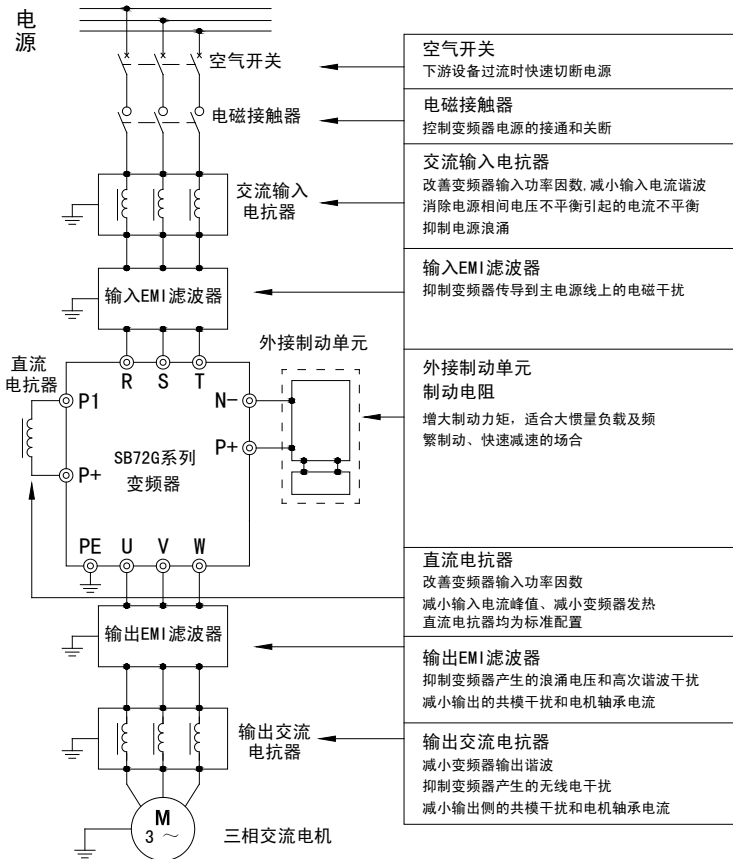 电
源
空气开关
电磁接触器
交流输入
电抗器
输入EMI滤波器
直流
电抗器
外接制动单元
R S T
P1
N-
P+
P+
SB72G系列
变频器
PE U V W
输出EMI滤波器
输出交流
电抗器
M
3 ～
三相交流电机
空气开关
下游设备过流时快速切断电源
电磁接触器
控制变频器电源的接通和关断
交流输入电抗器
改善变频器输入功率因数,减小输入电流谐波
消除电源相间电压不平衡引起的电流不平衡
抑制电源浪涌
输入EMI滤波器
抑制变频器传导到主电源线上的电磁干扰
外接制动单元
制动电阻
增大制动力矩，适合大惯量负载及频
繁制动、快速减速的场合
直流电抗器
改善变频器输入功率因数
减小输入电流峰值、减小变频器发热
直流电抗器均为标准配置
输出EMI滤波器
抑制变频器产生的浪涌电压和高次谐波干扰
减小输出的共模干扰和电机轴承电流
输出交流电抗器
减小变频器输出谐波
抑制变频器产生的无线电干扰
减小输出侧的共模干扰和电机轴承电流